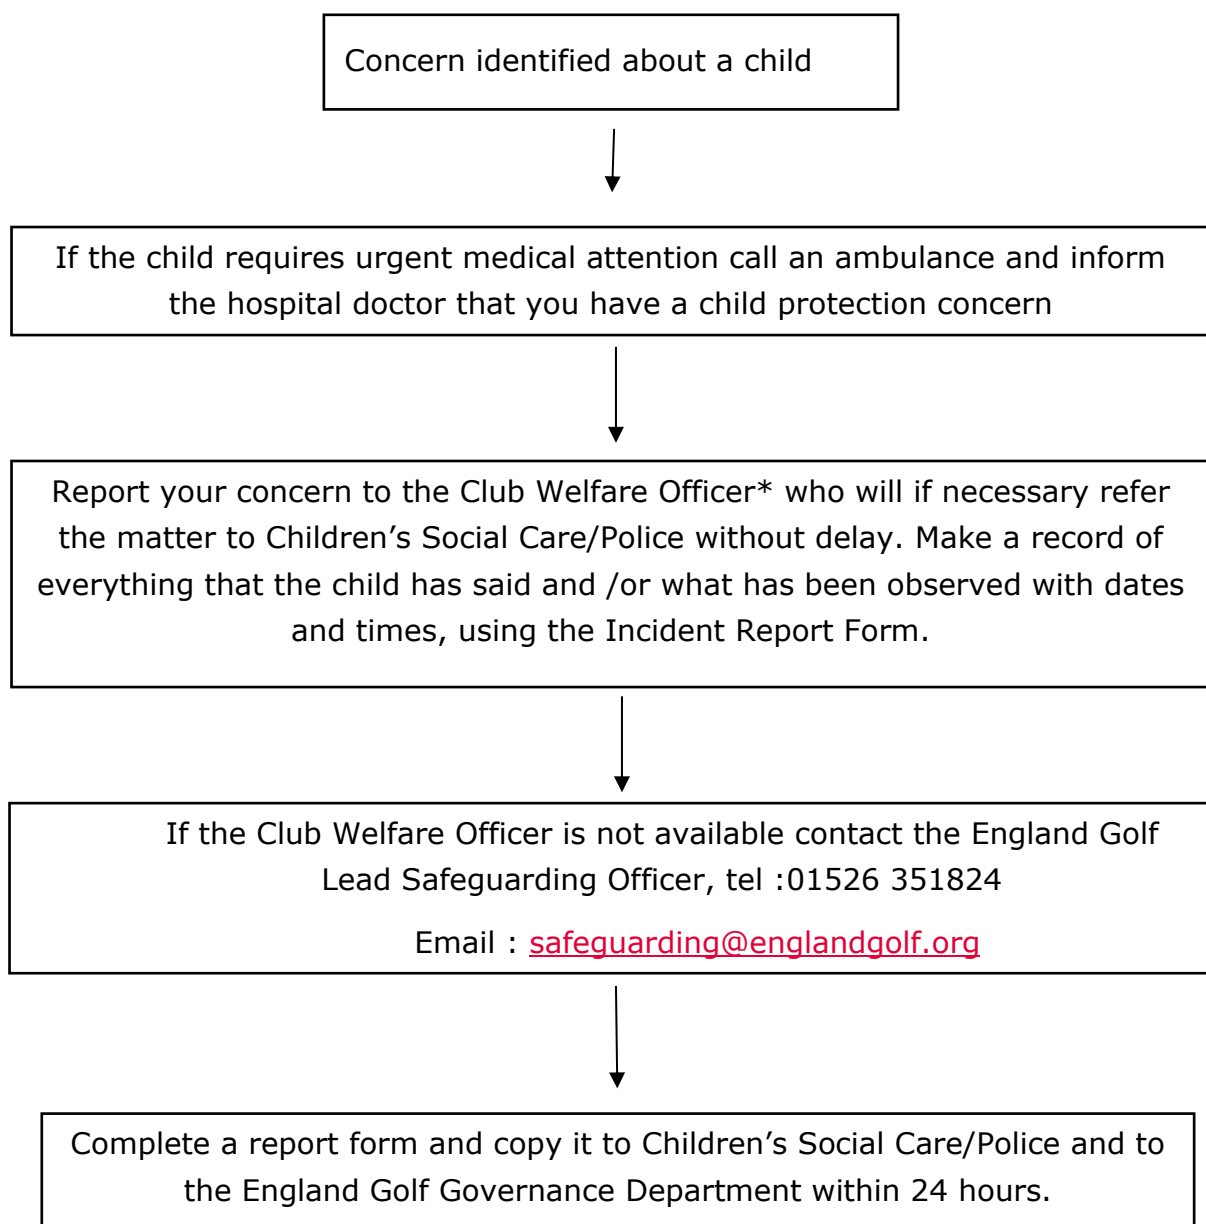 Concern identified about a child
If the child requires urgent medical attention call an ambulance and inform
the hospital doctor that you have a child protection concern
Report your concern to the Club Welfare Officer* who will if necessary refer
the matter to Children’s Social Care/Police without delay. Make a record of
everything that the child has said and /or what has been observed with dates
and times, using the Incident Report Form.
If the Club Welfare Officer is not available contact the England Golf
Lead Safeguarding Officer, tel :01526 351824
Email : safeguarding@englandgolf.org
Complete a report form and copy it to Children’s Social Care/Police and to
the England Golf Governance Department within 24 hours.